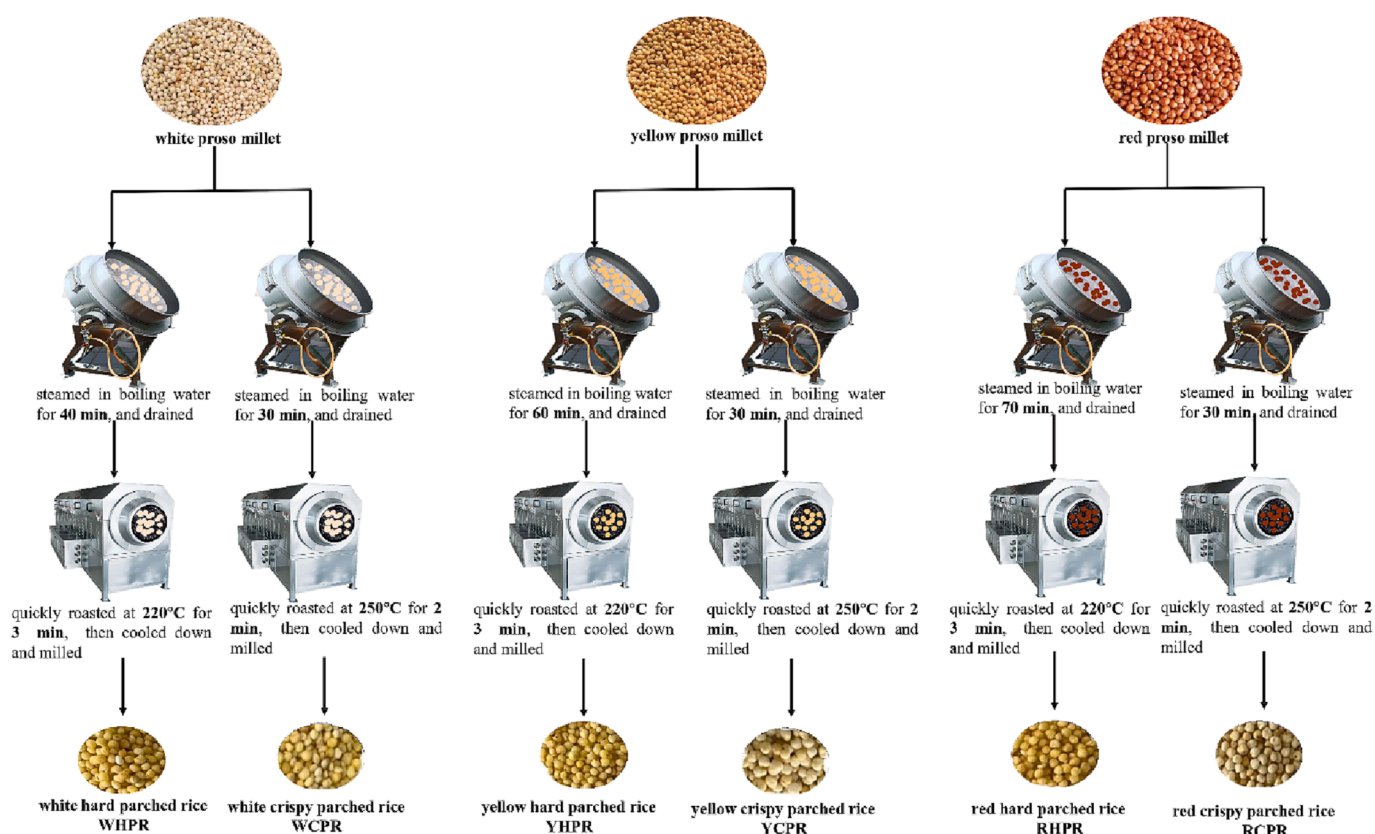 white proso millet
yellow proso millet
red proso millet
steamed in boiling water
for 40 min, and drained
steamed in boiling water
for 30 min, and drained
steamed in boiling water
for 60 min, and drained
steamed in boiling water
for 30 min, and drained
steamed in boiling water
for 70 min, and drained
steamed in boiling water
for 30 min, and drained
quickly roasted at 220°C for
3 min, then cooled down
and milled
quickly roasted at 250°C for 2
min, then cooled down and
milled
quickly roasted at 220°C for
3 min, then cooled down
and milled
quickly roasted at 250°C for 2
min, then cooled down and
milled
quickly roasted at 220°C for
3 min, then cooled down
and milled
quickly roasted at 250°C for 2
min, then cooled down and
milled
white hard parched rice
WHPR
white crispy parched rice
WCPR
yellow hard parched rice
YHPR
yellow crispy parched rice
YCPR
red hard parched rice
RHPR
red crispy parched rice
RCPR